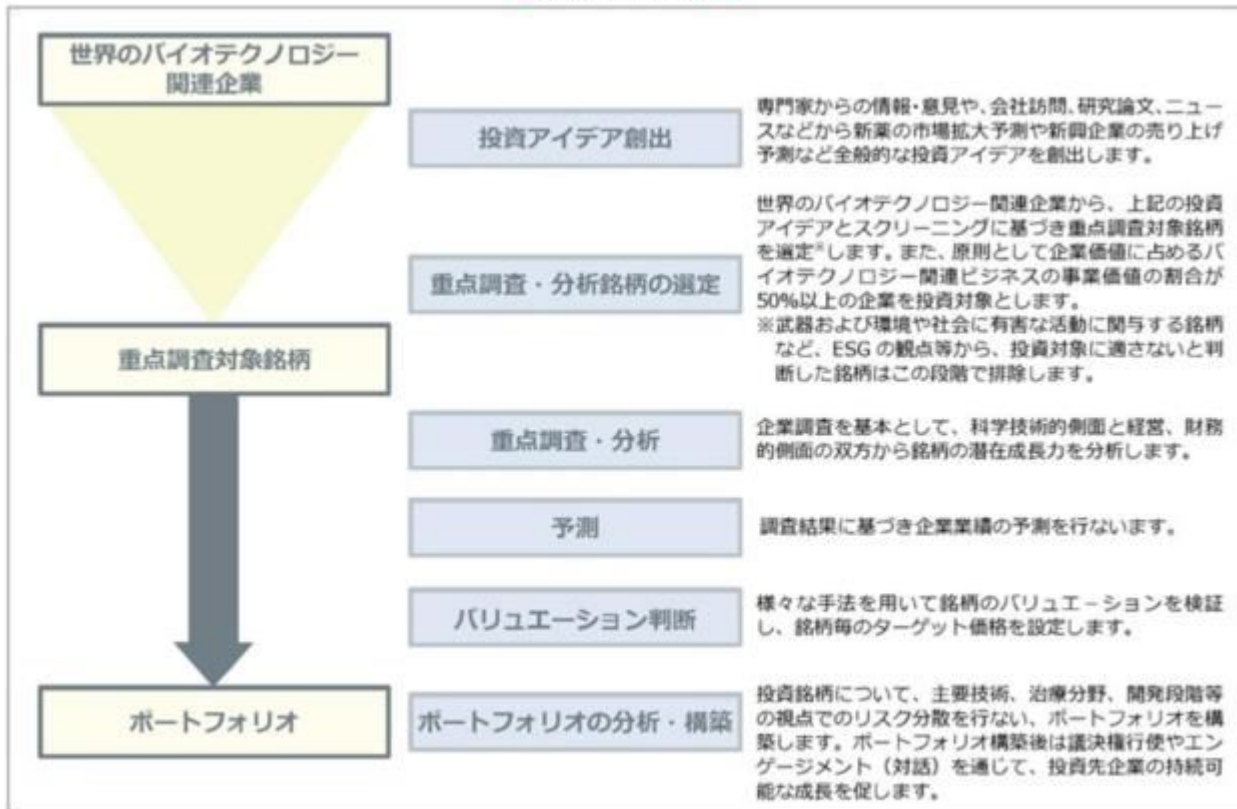 世界のバイオテクノロジー
関連企業
投資アイデア創出
専門家からの情報・意見や、会社訪問、研究論文、ニュー
スなどから新薬の市場拡大予測や新興企業の売り上げ
予測など全般的な投資アイデアを創出します。
重点調査・分析銘柄の選定
世界のバイオテクノロジー関連企業から、上記の投資
アイデアとスクリーニングに基づき重点調査対象銘柄
を選定※します。また、原則として企業価値に占めるバ
イオテクノロジー関連ビジネスの事業価値の割合が
50%以上の企業を投資対象とします。
※武器および環境や社会に有害な活動に関与する銘柄
など、ESG の観点等から、投資対象に適さないと判
断した銘柄はこの段階で排除します。
重点調査対象銘柄
重点調査・分析
企業調査を基本として、科学技術的側面と経営、財務
的側面の双方から銘柄の潜在成長力を分析します。
予測
調査結果に基づき企業業績の予測を行ないます。
バリュエーション判断
様々な手法を用いて銘柄のバリュエーションを検証
し、銘柄毎のターゲット価格を設定します。
ポートフォリオ
ポートフォリオの分析・構築
投資銘柄について、主要技術、治療分野、開発段階等
の視点でのリスク分散を行ない、ポートフォリオを構
築します。ポートフォリオ構築後は議決権行使やエン
ゲージメント（対話）を通じて、投資先企業の持続可
能な成長を促します。